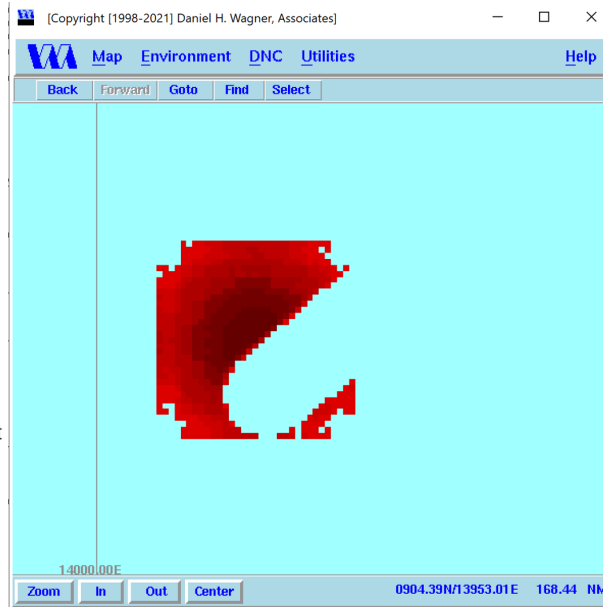 [Copyright [1998-2021] Daniel H. Wagner, Associates]
Map Environment DNC Utilities Help
Back Forward Goto Find Select
14000.00E
Zoom In Out Center 0904.39N/13953.01E 168.44 NM